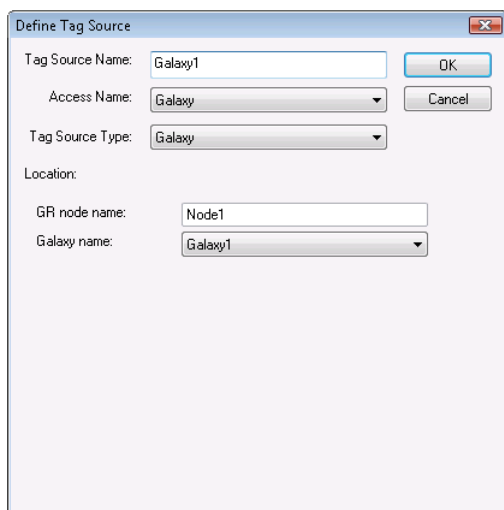 Define Tag Source
Tag Source Name: Galaxy1 OK
Access Name: Galaxy Cancel
Tag Source Type: Galaxy
Location:
GR node name: Node1
Galaxy name: Galaxy1